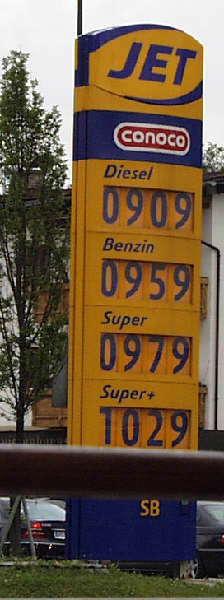 JET
conoco
Diesel
0909
Benzin
0959
Super
0979
Super+
1029
SB